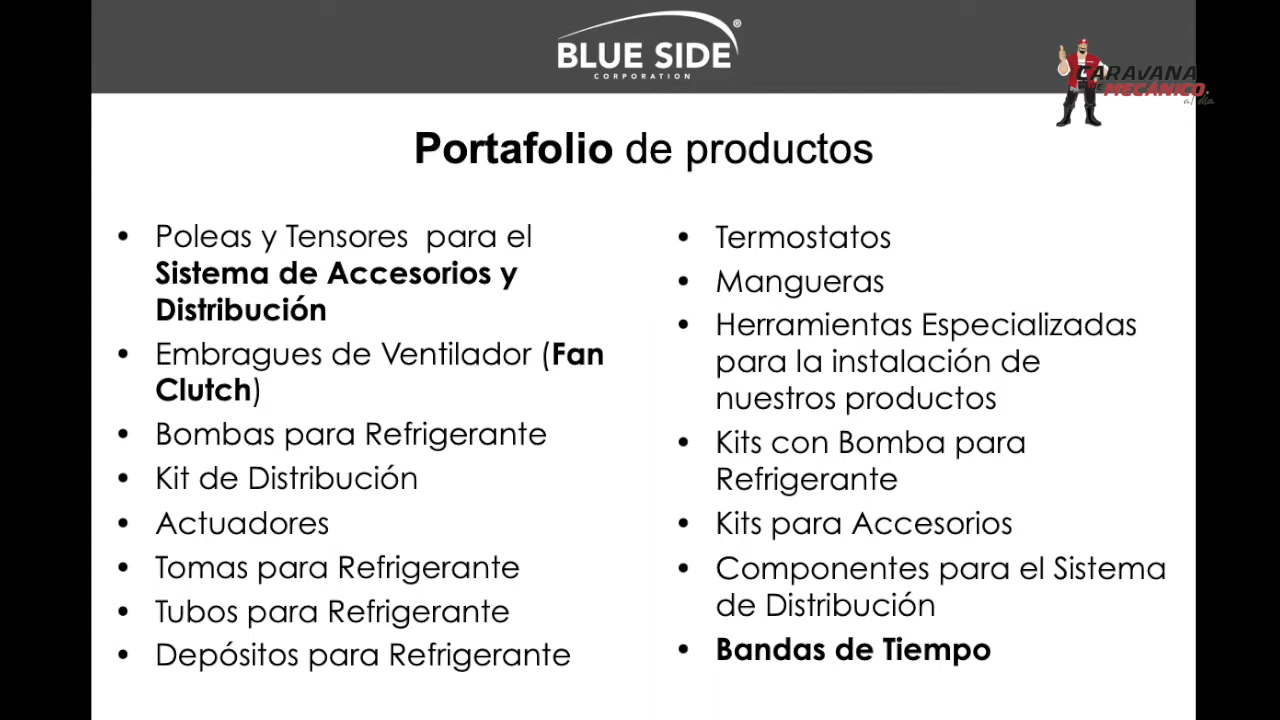 BLUE SIDE®
CORPORATION
CARAVANA
MECÁNICO
al día
Portafolio de productos
• Poleas y Tensores para el
Sistema de Accesorios y
Distribución
• Embragues de Ventilador (Fan
Clutch)
• Bombas para Refrigerante
• Kit de Distribución
• Actuadores
• Tomas para Refrigerante
• Tubos para Refrigerante
• Depósitos para Refrigerante
• Termostatos
• Mangueras
• Herramientas Especializadas
para la instalación de
nuestros productos
• Kits con Bomba para
Refrigerante
• Kits para Accesorios
• Componentes para el Sistema
de Distribución
• Bandas de Tiempo